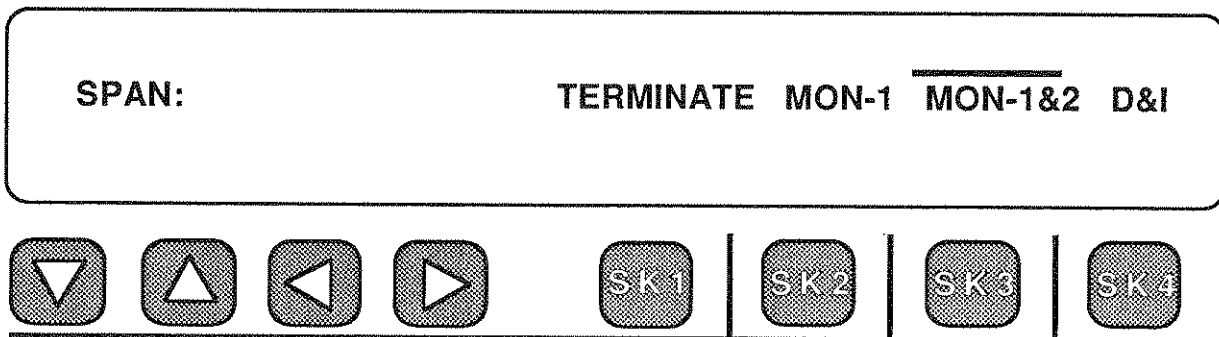 SPAN: TERMINATE MON-1 MON-1&2 D&I
SK1 SK2 SK3 SK4